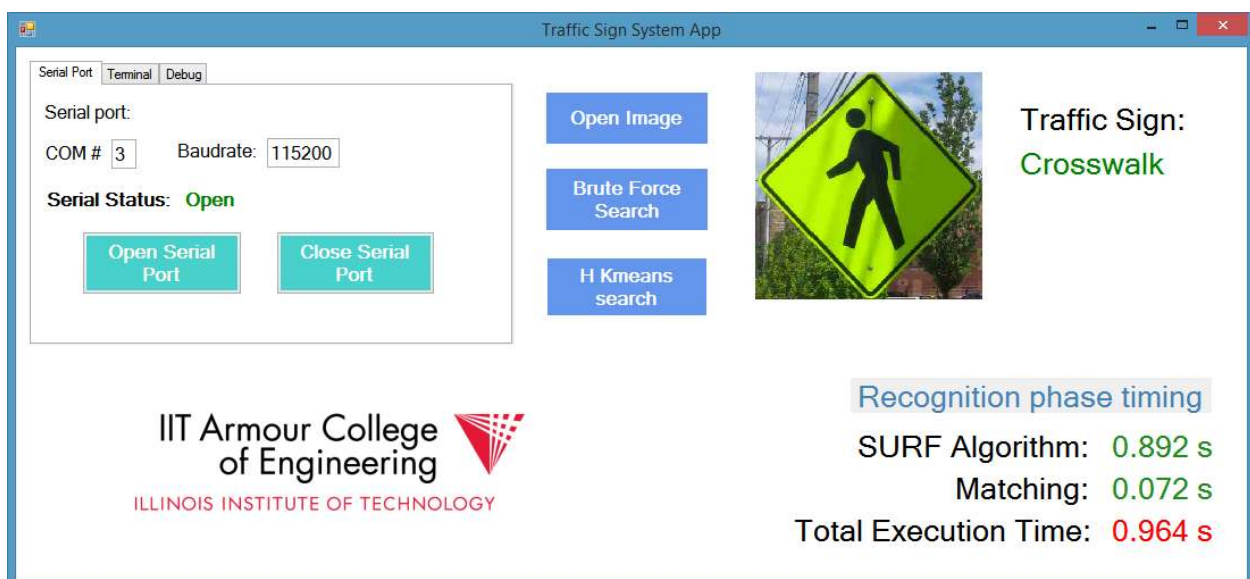 Traffic Sign System App
Serial Port Terminal Debug
Serial port:
COM # 3 Baudrate: 115200
Serial Status: Open
Open Serial
Port
Close Serial
Port
Open Image
Brute Force
Search
H Kmeans
search
Traffic Sign:
Crosswalk
IIT Armour College
of Engineering
ILLINOIS INSTITUTE OF TECHNOLOGY
Recognition phase timing
SURF Algorithm: 0.892 s
Matching: 0.072 s
Total Execution Time: 0.964 s